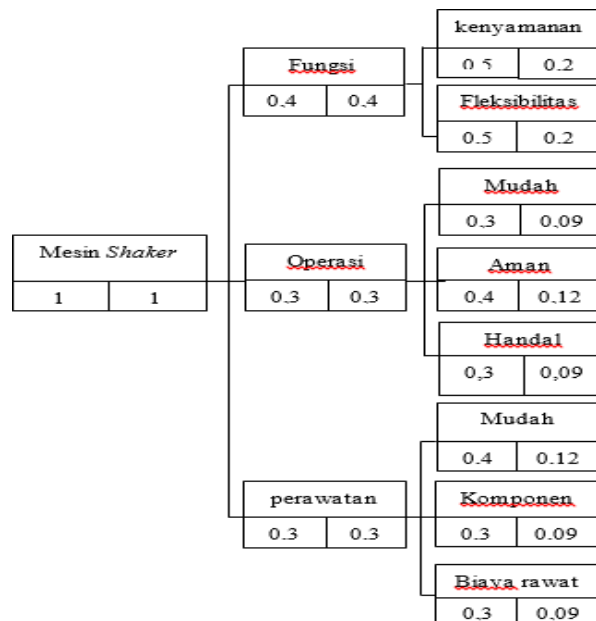 kenyamanan
0.5 0.2
Fungsi
0.4 0.4
Fleksibilitas
0.5 0.2
Mudah
0.3 0.09
Mesin Shaker
1 1
Operasi
0.3 0.3
Aman
0.4 0.12
Handal
0,3 0,09
Mudah
0.4 0.12
perawatan
0.3 0.3
Komponen
0.3 0.09
Biaya rawat
0.3 0.09